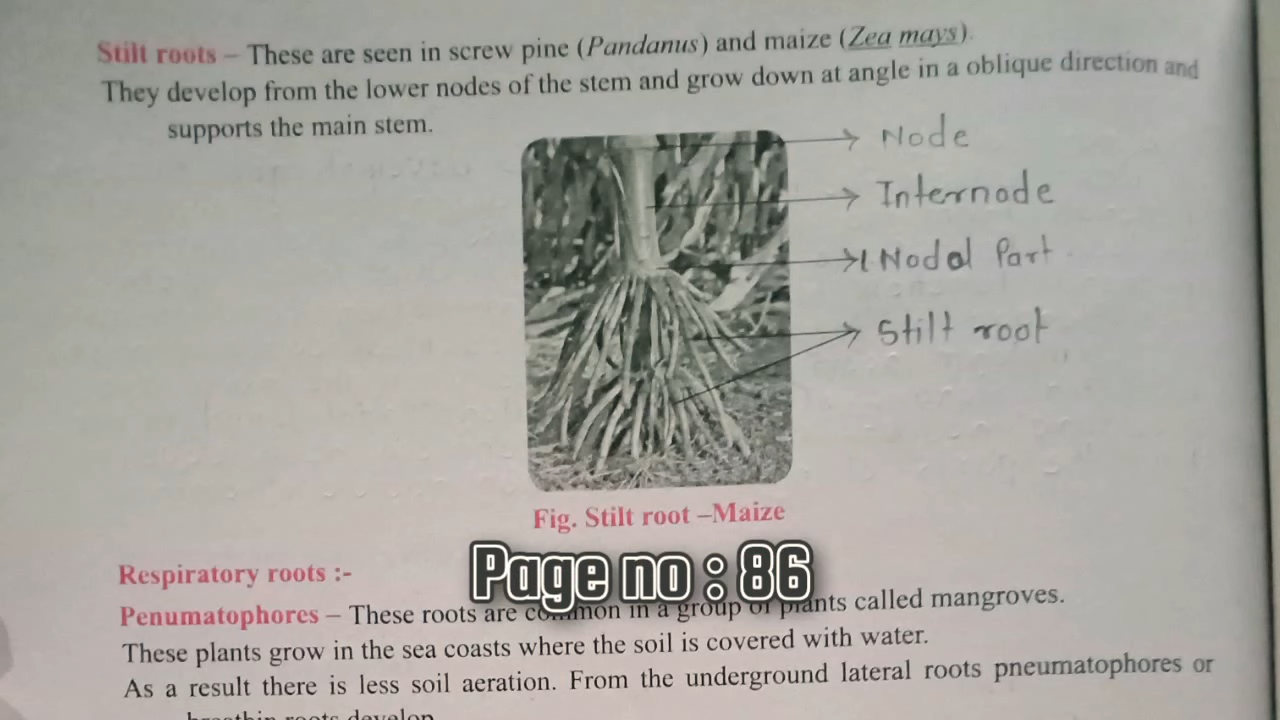 Stilt roots – These are seen in screw pine (Pandanus) and maize (Zea mays).
They develop from the lower nodes of the stem and grow down at angle in a oblique direction and
supports the main stem.
Node
Internode
Nodal Part
Stilt root
Fig. Stilt root –Maize
Page no : 86
Respiratory roots :-
Penumatophores – These roots are common in a group of plants called mangroves.
These plants grow in the sea coasts where the soil is covered with water.
As a result there is less soil aeration. From the underground lateral roots pneumatophores or
breathin roots develop